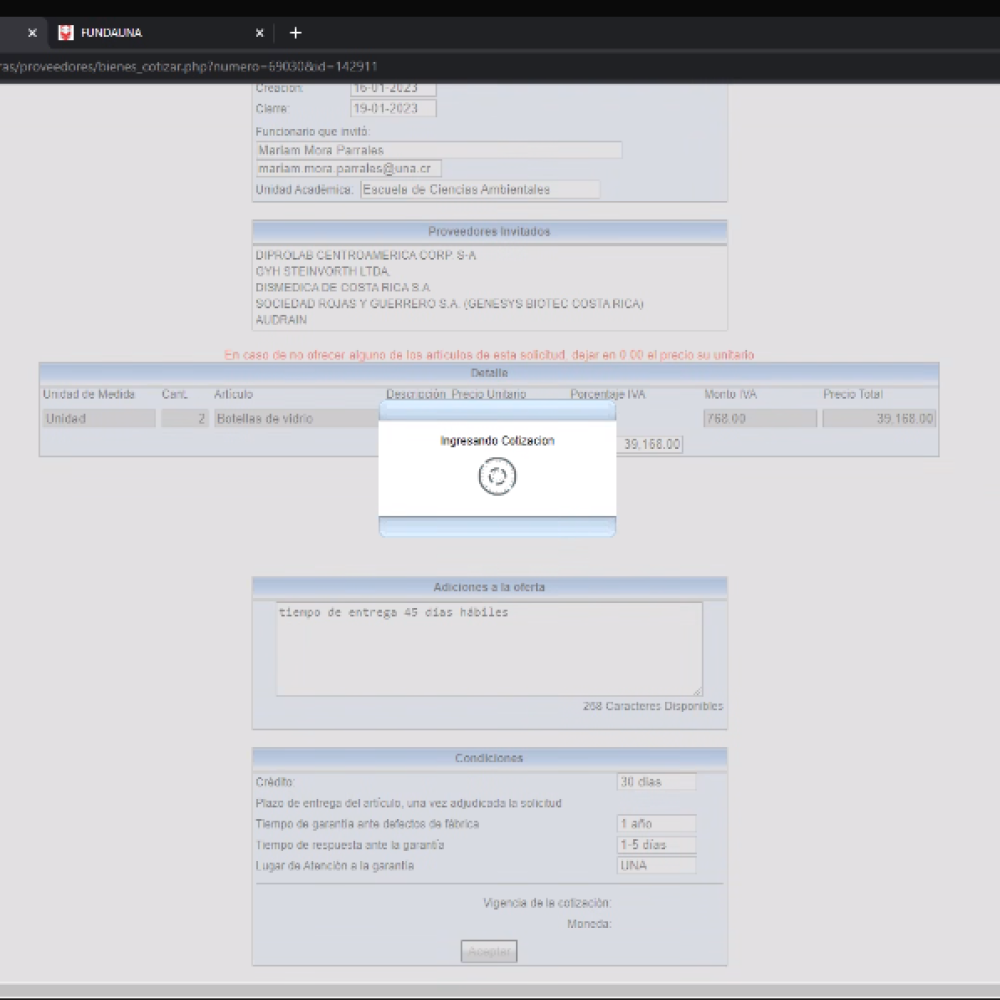 FUNDAUNA
ras/proveedores/bienes_cotizar.php?numero=69030&id=142911
Creación: 16-01-2023
Cierre: 19-01-2023
Funcionario que invitó:
Mariam Mora Parrales
mariam.mora.parrales@una.cr
Unidad Académica: Escuela de Ciencias Ambientales
Proveedores Invitados
DIPROLAB CENTROAMERICA CORP. S-A
GYH STEINVORTH LTDA.
DISMEDICA DE COSTA RICA S.A
SOCIEDAD ROJAS Y GUERRERO S.A. (GENESYS BIOTEC COSTA RICA)
AUDRAIN
En caso de no ofrecer alguno de los artículos de esta solicitud, dejar en 0.00 el precio su unitario
Detalle
Unidad de Medida Cant. Artículo Descripción Precio Unitario Porcentaje IVA Monto IVA Precio Total
Unidad 2 Botellas de vidrio 768.00 39,168.00
39,168.00
Ingresando Cotizacion
Adiciones a la oferta
tiempo de entrega 45 días hábiles
268 Caracteres Disponibles
Condiciones
Crédito: 30 días
Plazo de entrega del artículo, una vez adjudicada la solicitud
Tiempo de garantía ante defectos de fábrica 1 año
Tiempo de respuesta ante la garantía 1-5 días
Lugar de Atención a la garantía UNA
Vigencia de la cotización:
Moneda:
Aceptar